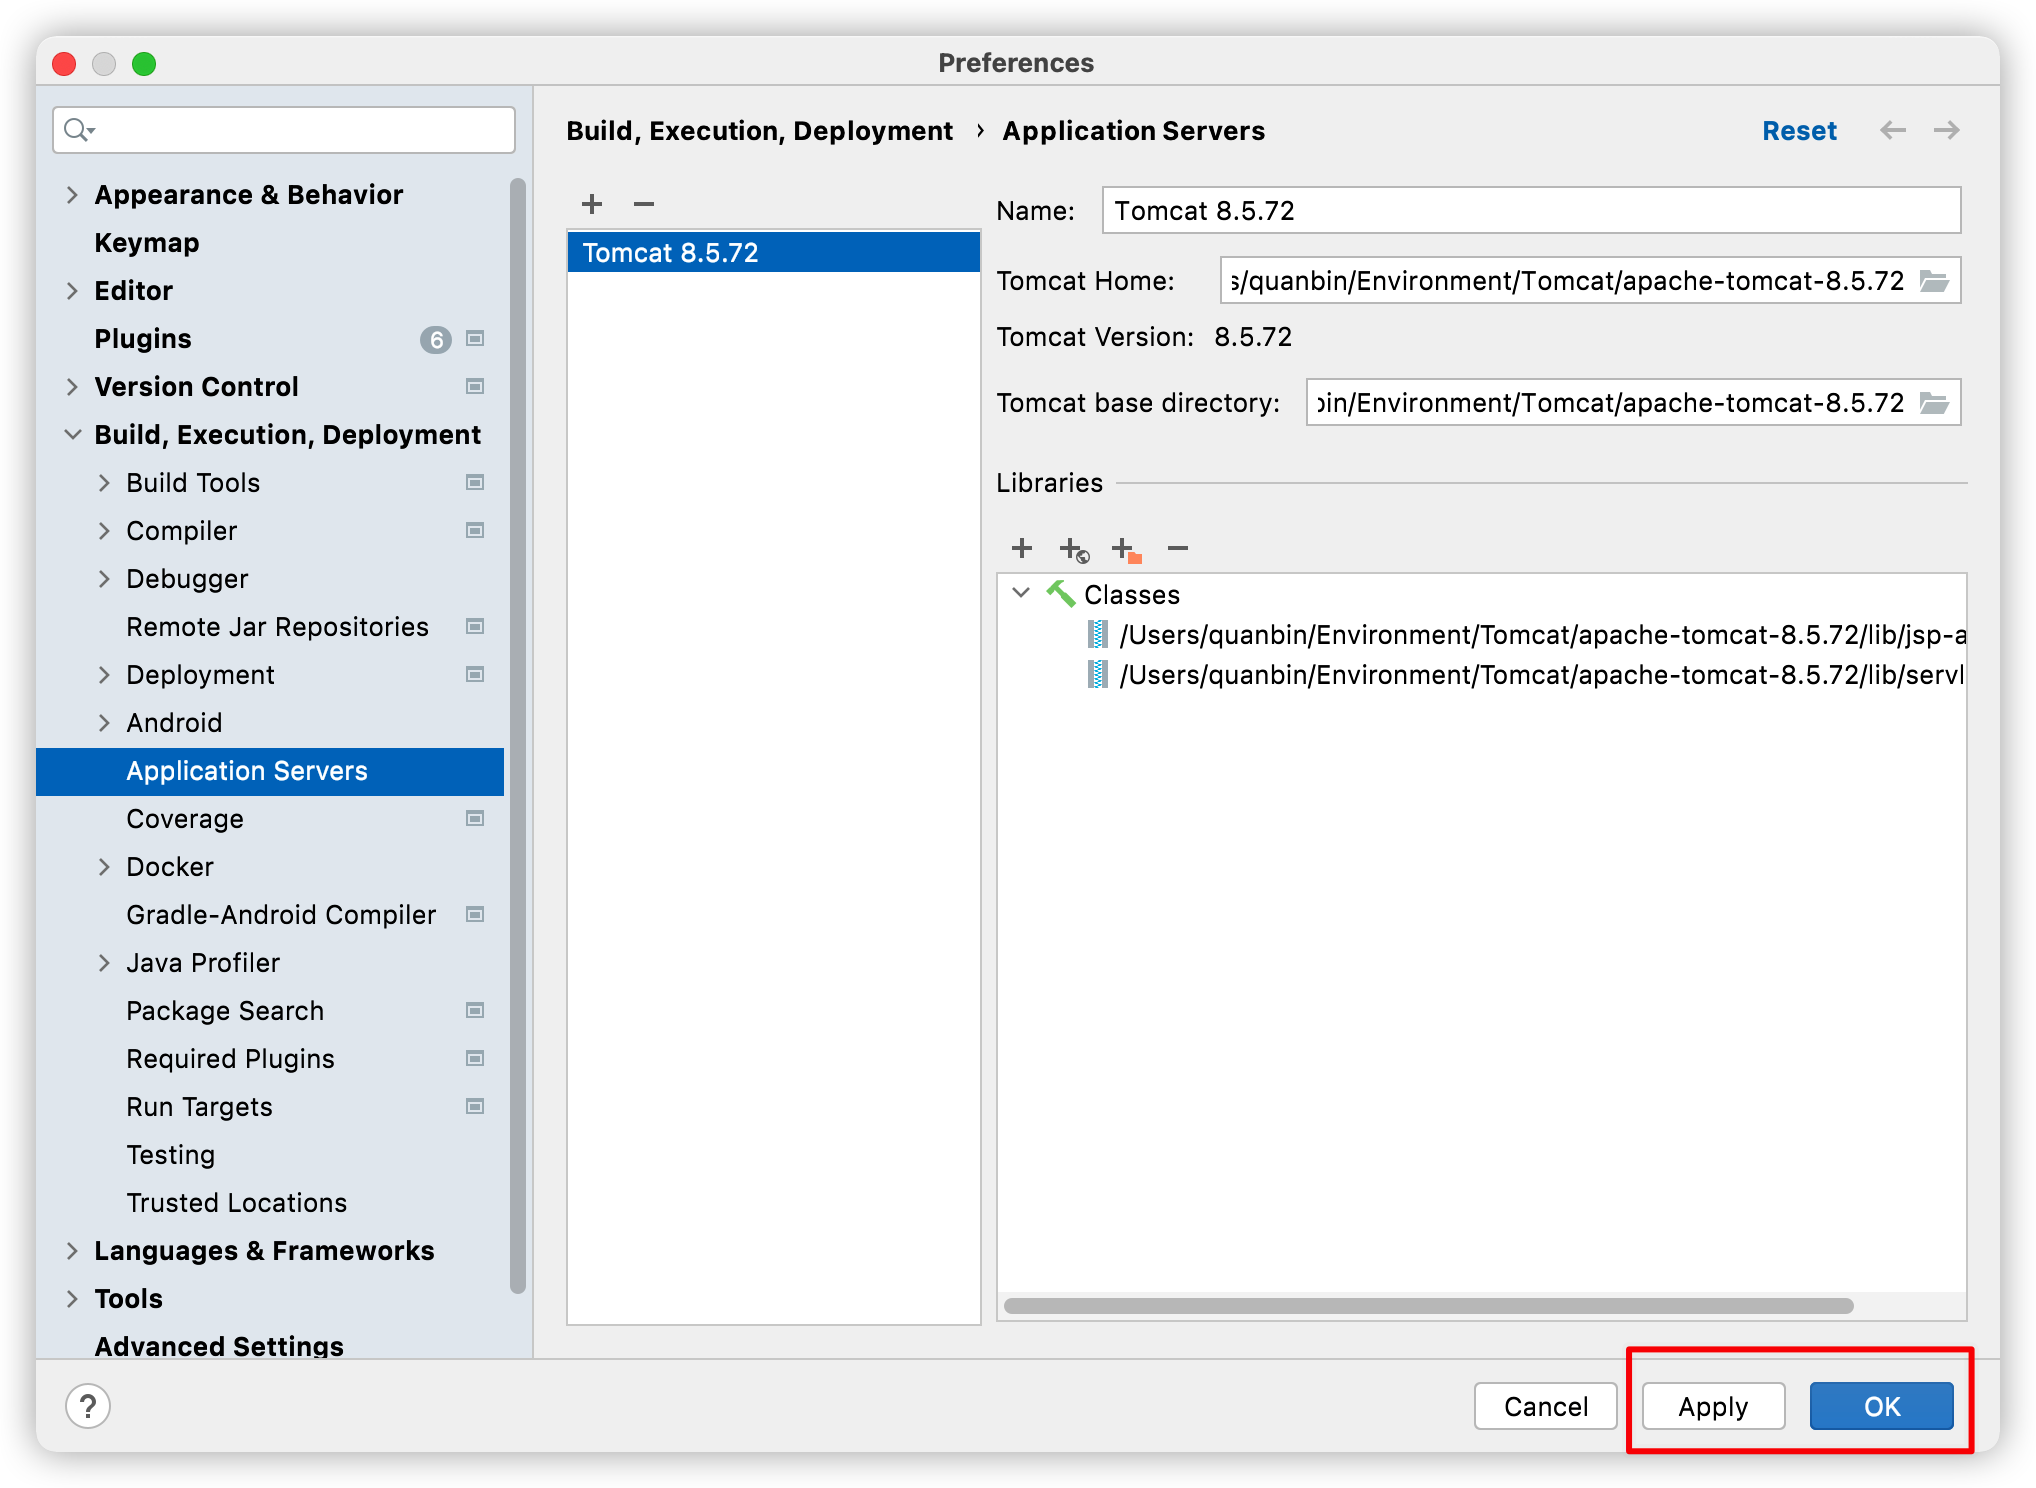 Preferences
Build, Execution, Deployment › Application Servers
Reset
Appearance & Behavior
Keymap
Editor
Plugins 6
Version Control
Build, Execution, Deployment
Build Tools
Compiler
Debugger
Remote Jar Repositories
Deployment
Android
Application Servers
Coverage
Docker
Gradle-Android Compiler
Java Profiler
Package Search
Required Plugins
Run Targets
Testing
Trusted Locations
Languages & Frameworks
Tools
Advanced Settings
Tomcat 8.5.72
Name: Tomcat 8.5.72
Tomcat Home: s/quanbin/Environment/Tomcat/apache-tomcat-8.5.72
Tomcat Version: 8.5.72
Tomcat base directory: bin/Environment/Tomcat/apache-tomcat-8.5.72
Libraries
Classes
/Users/quanbin/Environment/Tomcat/apache-tomcat-8.5.72/lib/jsp-a
/Users/quanbin/Environment/Tomcat/apache-tomcat-8.5.72/lib/servl
?
Cancel
Apply
OK